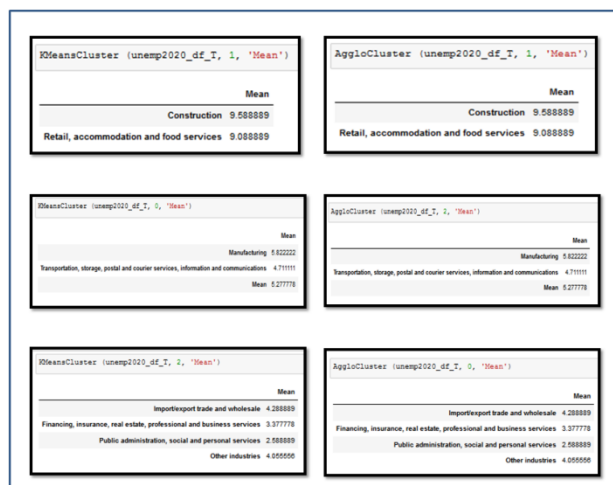 KMeansCluster (unemp2020_df_T, 1, 'Mean')
Mean
Construction 9.588889
Retail, accommodation and food services 9.088889
AggloCluster (unemp2020_df_T, 1, 'Mean')
Mean
Construction 9.588889
Retail, accommodation and food services 9.088889
KMeansCluster (unemp2020_df_T, 0, 'Mean')
Mean
Manufacturing 5.822222
Transportation, storage, postal and courier services, information and communications 4.711111
Mean 5.277778
AggloCluster (unemp2020_df_T, 2, 'Mean')
Mean
Manufacturing 5.822222
Transportation, storage, postal and courier services, information and communications 4.711111
Mean 5.277778
KMeansCluster (unemp2020_df_T, 2, 'Mean')
Mean
Import/export trade and wholesale 4.288889
Financing, insurance, real estate, professional and business services 3.377778
Public administration, social and personal services 2.588889
Other industries 4.055556
AggloCluster (unemp2020_df_T, 0, 'Mean')
Mean
Import/export trade and wholesale 4.288889
Financing, insurance, real estate, professional and business services 3.377778
Public administration, social and personal services 2.588889
Other industries 4.055556